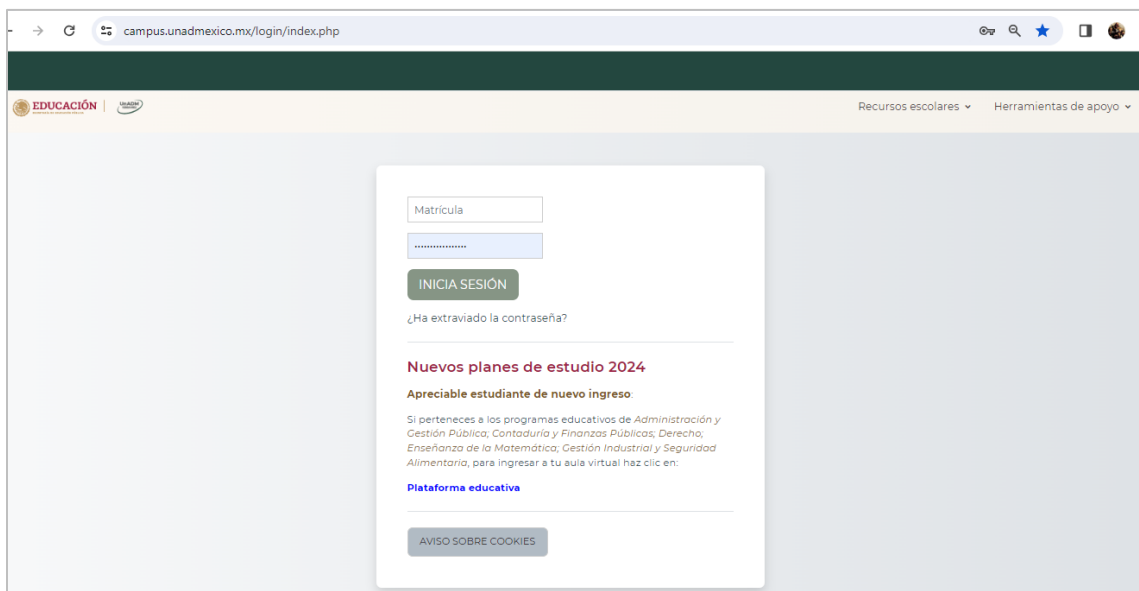 campus.unadmexico.mx/login/index.php
EDUCACIÓN
Recursos escolares
Herramientas de apoyo
Matrícula
INICIA SESIÓN
¿Ha extraviado la contraseña?
Nuevos planes de estudio 2024
Apreciable estudiante de nuevo ingreso:
Si perteneces a los programas educativos de Administración y
Gestión Pública; Contaduría y Finanzas Públicas; Derecho;
Enseñanza de la Matemática; Gestión Industrial y Seguridad
Alimentaria, para ingresar a tu aula virtual haz clic en:
Plataforma educativa
AVISO SOBRE COOKIES